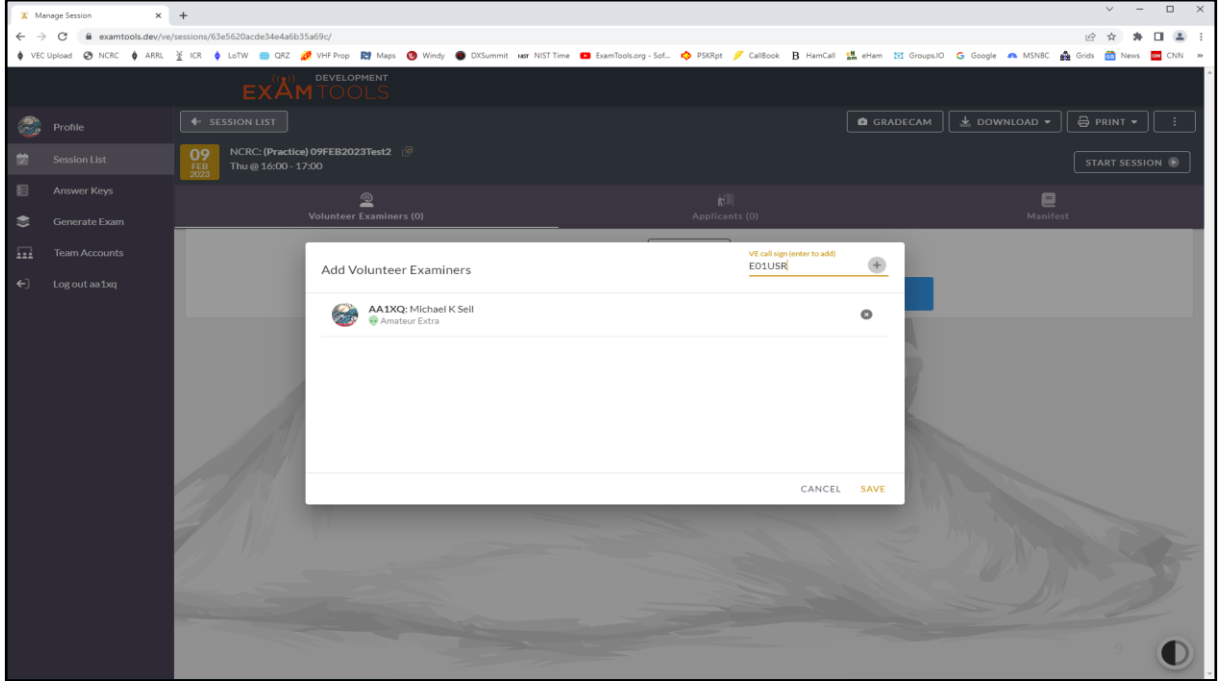 Manage Session
examtools.dev/ve/sessions/63e5620acde34e4a6b35a69c/
VEC Upload NCRC ARRL ICR LoTW QRZ VHF Prop Maps Windy DXSummit NIST NIST Time ExamTools.org - Sof... PSKRpt CallBook B HamCall eHam Groups.IO G Google MSNBC Grids News CNN »
DEVELOPMENT
EXAMTOOLS
Profile
Session List
Answer Keys
Generate Exam
Team Accounts
Log out aa1xq
SESSION LIST
GRADECAM DOWNLOAD PRINT
09
FEB
2023
NCRC: (Practice) 09FEB2023Test2
Thu @ 16:00 - 17:00
START SESSION
Volunteer Examiners (0) Applicants (0) Manifest
Add Volunteer Examiners
VE call sign (enter to add)
E01USR
AA1XQ: Michael K Seil
Amateur Extra
CANCEL SAVE
9